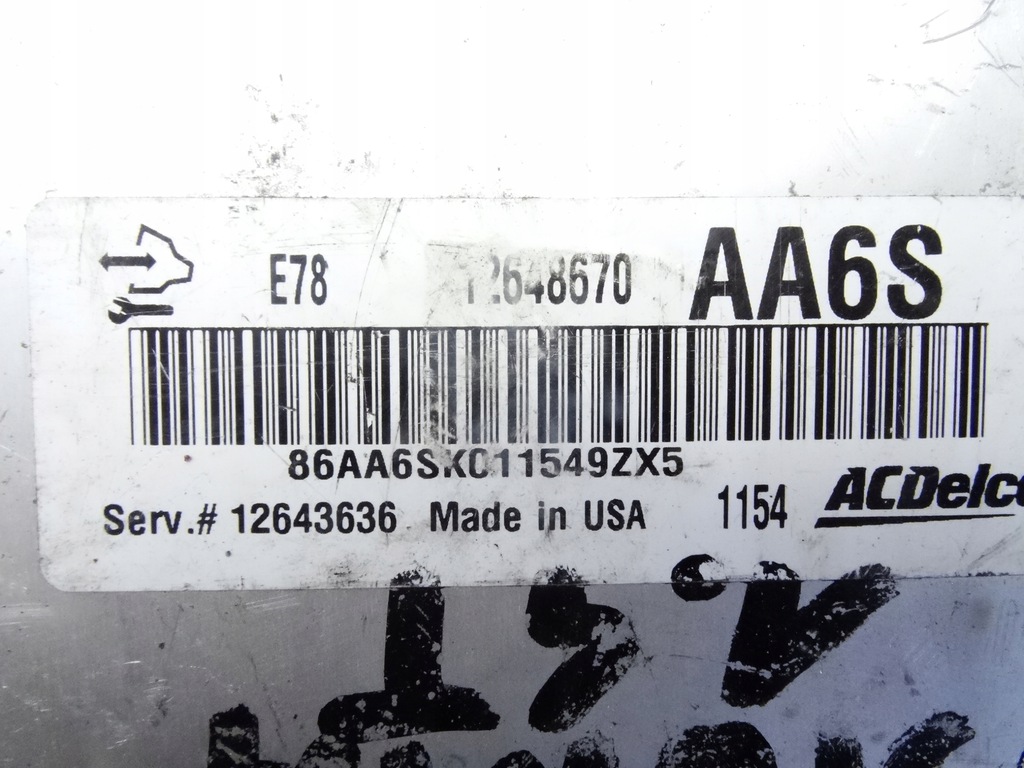 E78 12648670 AA6S
86AA6SK011549ZX5
Serv.# 12643636 Made in USA 1154 ACDelco